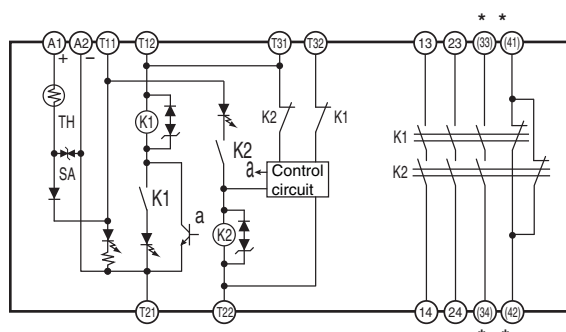 * *
A1 A2 T11 T12 T31 T32 13 23 (33) (41)
+ −
TH
K1
K2 K1
K1
SA
K2
a Control
circuit
K2
K1
a
K2
T21 T22 14 24 (34) (42)
* *